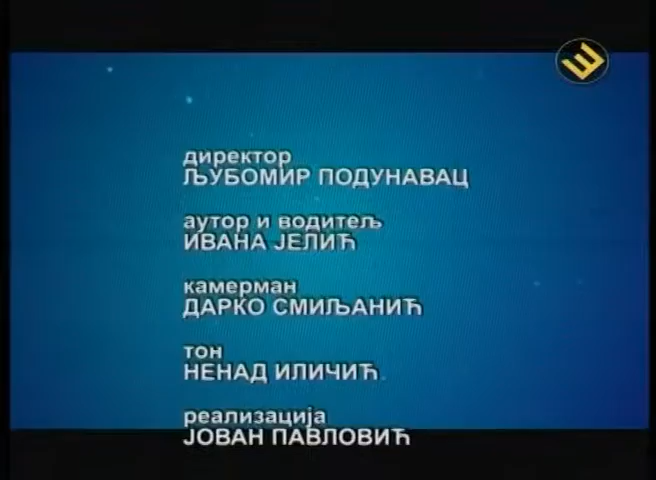 директор
ЉУБОМИР ПОДУНАВАЦ
аутор и водитељ
ИВАНА ЈЕЛИЋ
камерман
ДАРКО СМИЉАНИЋ
тон
НЕНАД ИЛИЧИЋ
реализација
ЈОВАН ПАВЛОВИЋ